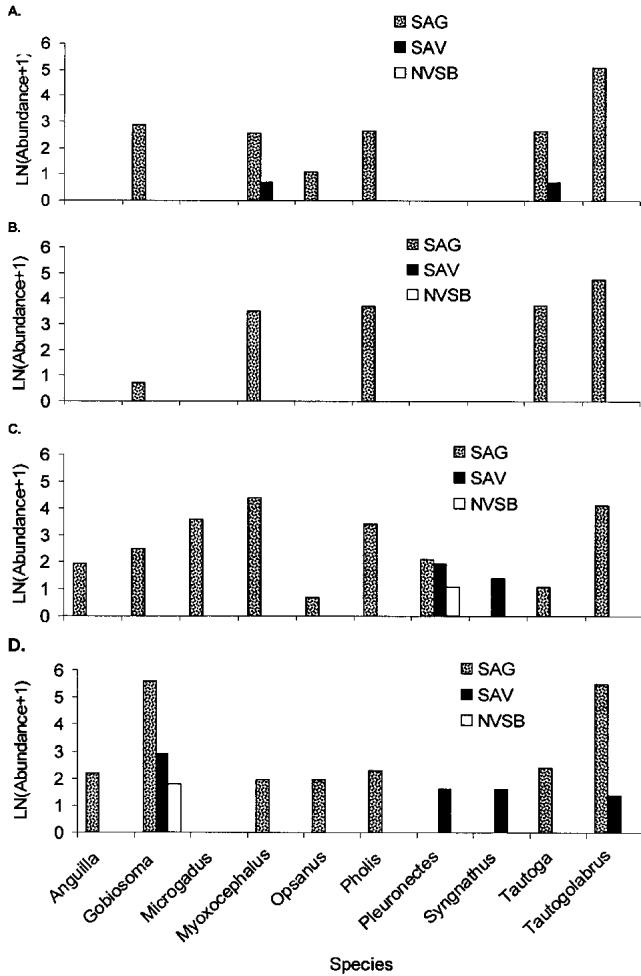 A.
SAG
SAV
NVSB
LN(Abundance+1)
6
5
4
3
2
1
0
B.
SAG
SAV
NVSB
LN(Abundance+1)
6
5
4
3
2
1
0
C.
SAG
SAV
NVSB
LN(Abundance+1)
6
5
4
3
2
1
0
D.
SAG
SAV
NVSB
LN(Abundance+1)
6
5
4
3
2
1
0
Anguilla
Gobiosoma
Microgadus
Myoxocephalus
Opsanus
Pholis
Pleuronectes
Syngnathus
Tautoga
Tautogolabrus
Species